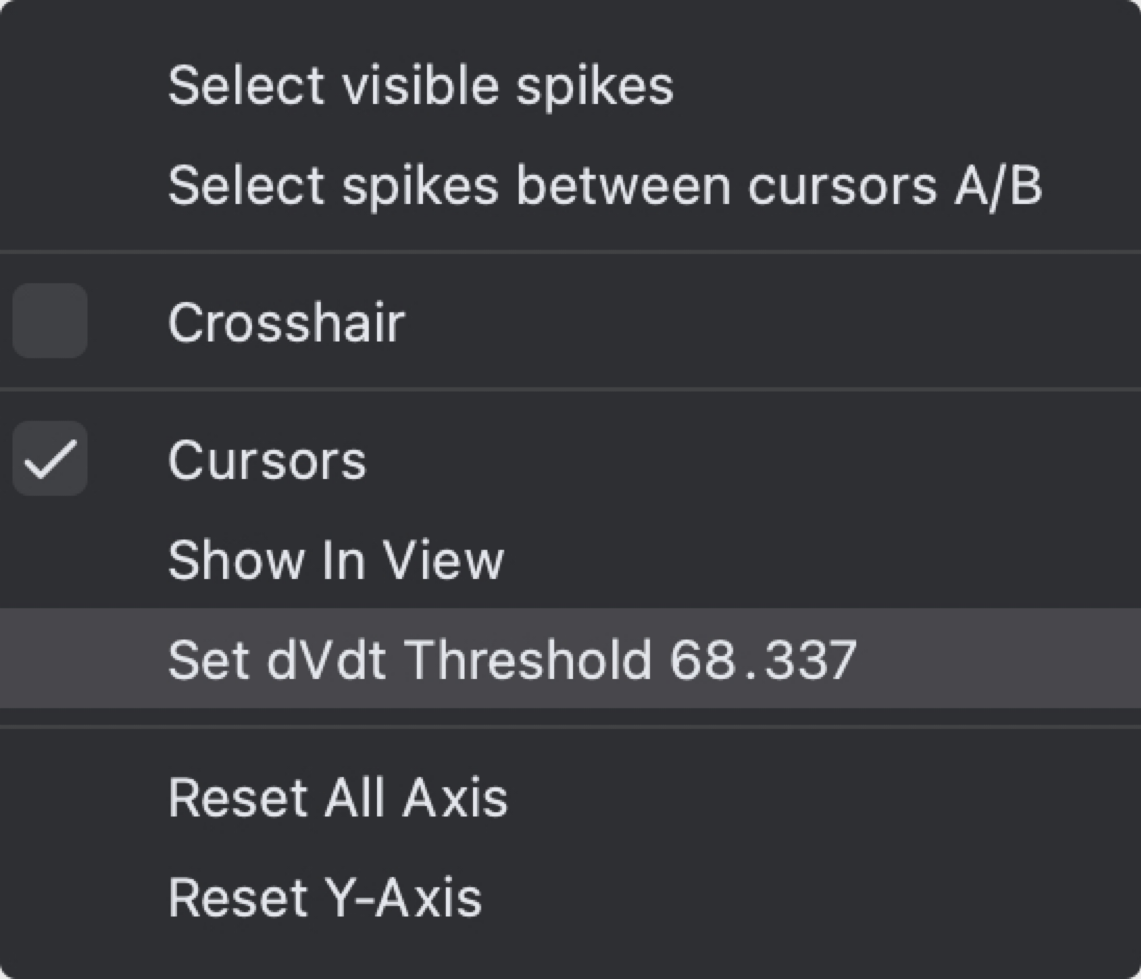 Select visible spikes
Select spikes between cursors A/B
Crosshair
Cursors
Show In View
Set dVdt Threshold 68.337
Reset All Axis
Reset Y-Axis